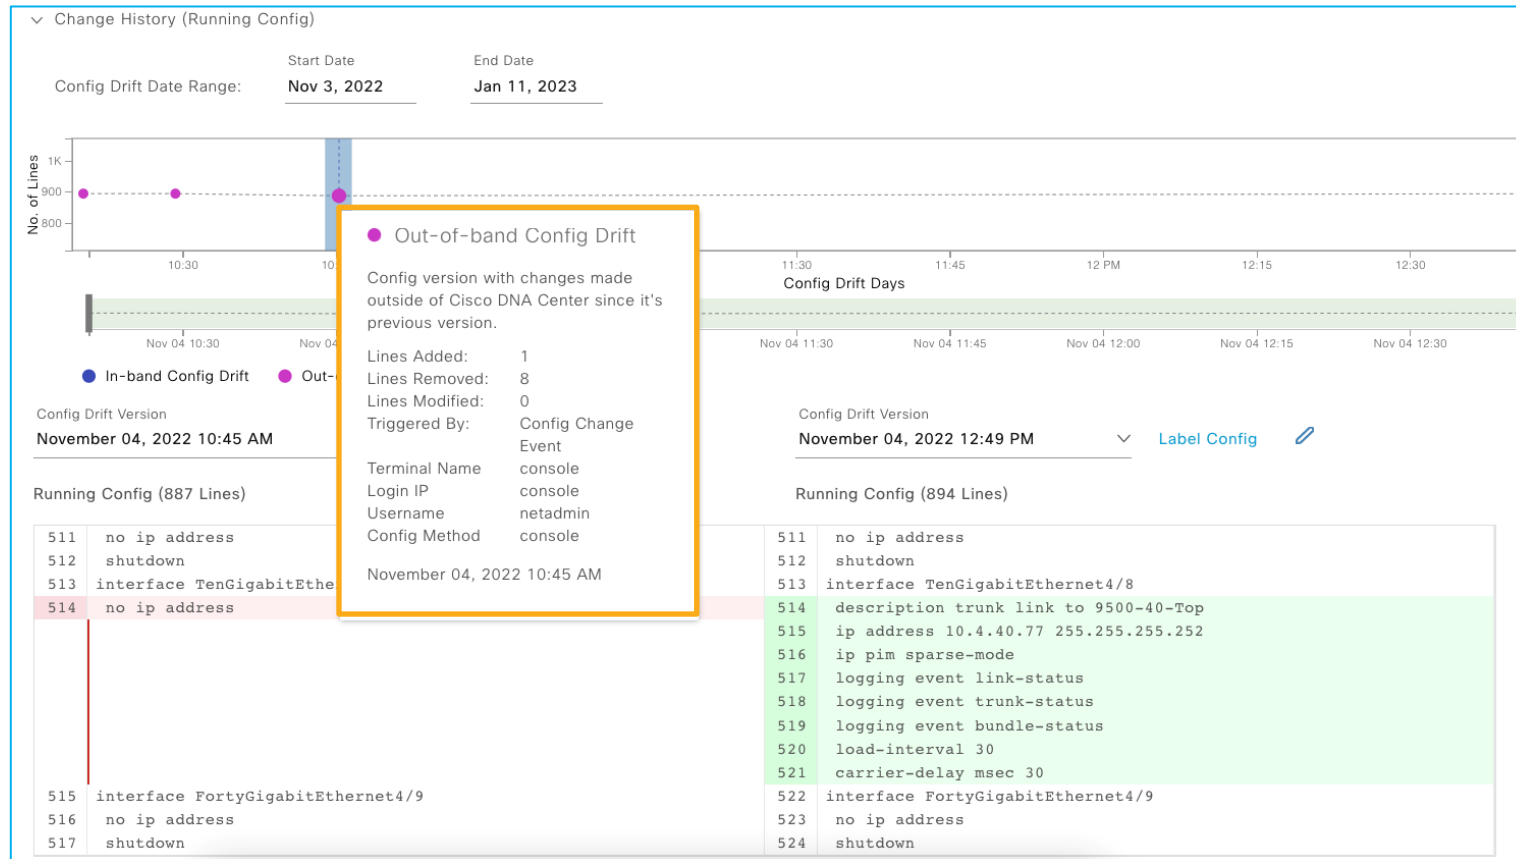 Change History (Running Config)
Start Date
End Date
Config Drift Date Range:
Nov 3, 2022
Jan 11, 2023
No. of Lines
1K
900
800
10:30
10:
11:30
11:45
12 PM
12:15
12:30
Config Drift Days
Nov 04 10:30
Nov 04
Nov 04 11:30
Nov 04 11:45
Nov 04 12:00
Nov 04 12:15
Nov 04 12:30
In-band Config Drift
Out-
Out-of-band Config Drift
Config version with changes made
outside of Cisco DNA Center since it's
previous version.
Lines Added: 1
Lines Removed: 8
Lines Modified: 0
Triggered By: Config Change
Event
Terminal Name console
Login IP console
Username netadmin
Config Method console
November 04, 2022 10:45 AM
Config Drift Version
November 04, 2022 10:45 AM
Running Config (887 Lines)
511 no ip address
512 shutdown
513 interface TenGigabitEthe
514 no ip address
515 interface FortyGigabitEthernet4/9
516 no ip address
517 shutdown
Config Drift Version
November 04, 2022 12:49 PM
Label Config
Running Config (894 Lines)
511 no ip address
512 shutdown
513 interface TenGigabitEthernet4/8
514 description trunk link to 9500-40-Top
515 ip address 10.4.40.77 255.255.255.252
516 ip pim sparse-mode
517 logging event link-status
518 logging event trunk-status
519 logging event bundle-status
520 load-interval 30
521 carrier-delay msec 30
522 interface FortyGigabitEthernet4/9
523 no ip address
524 shutdown